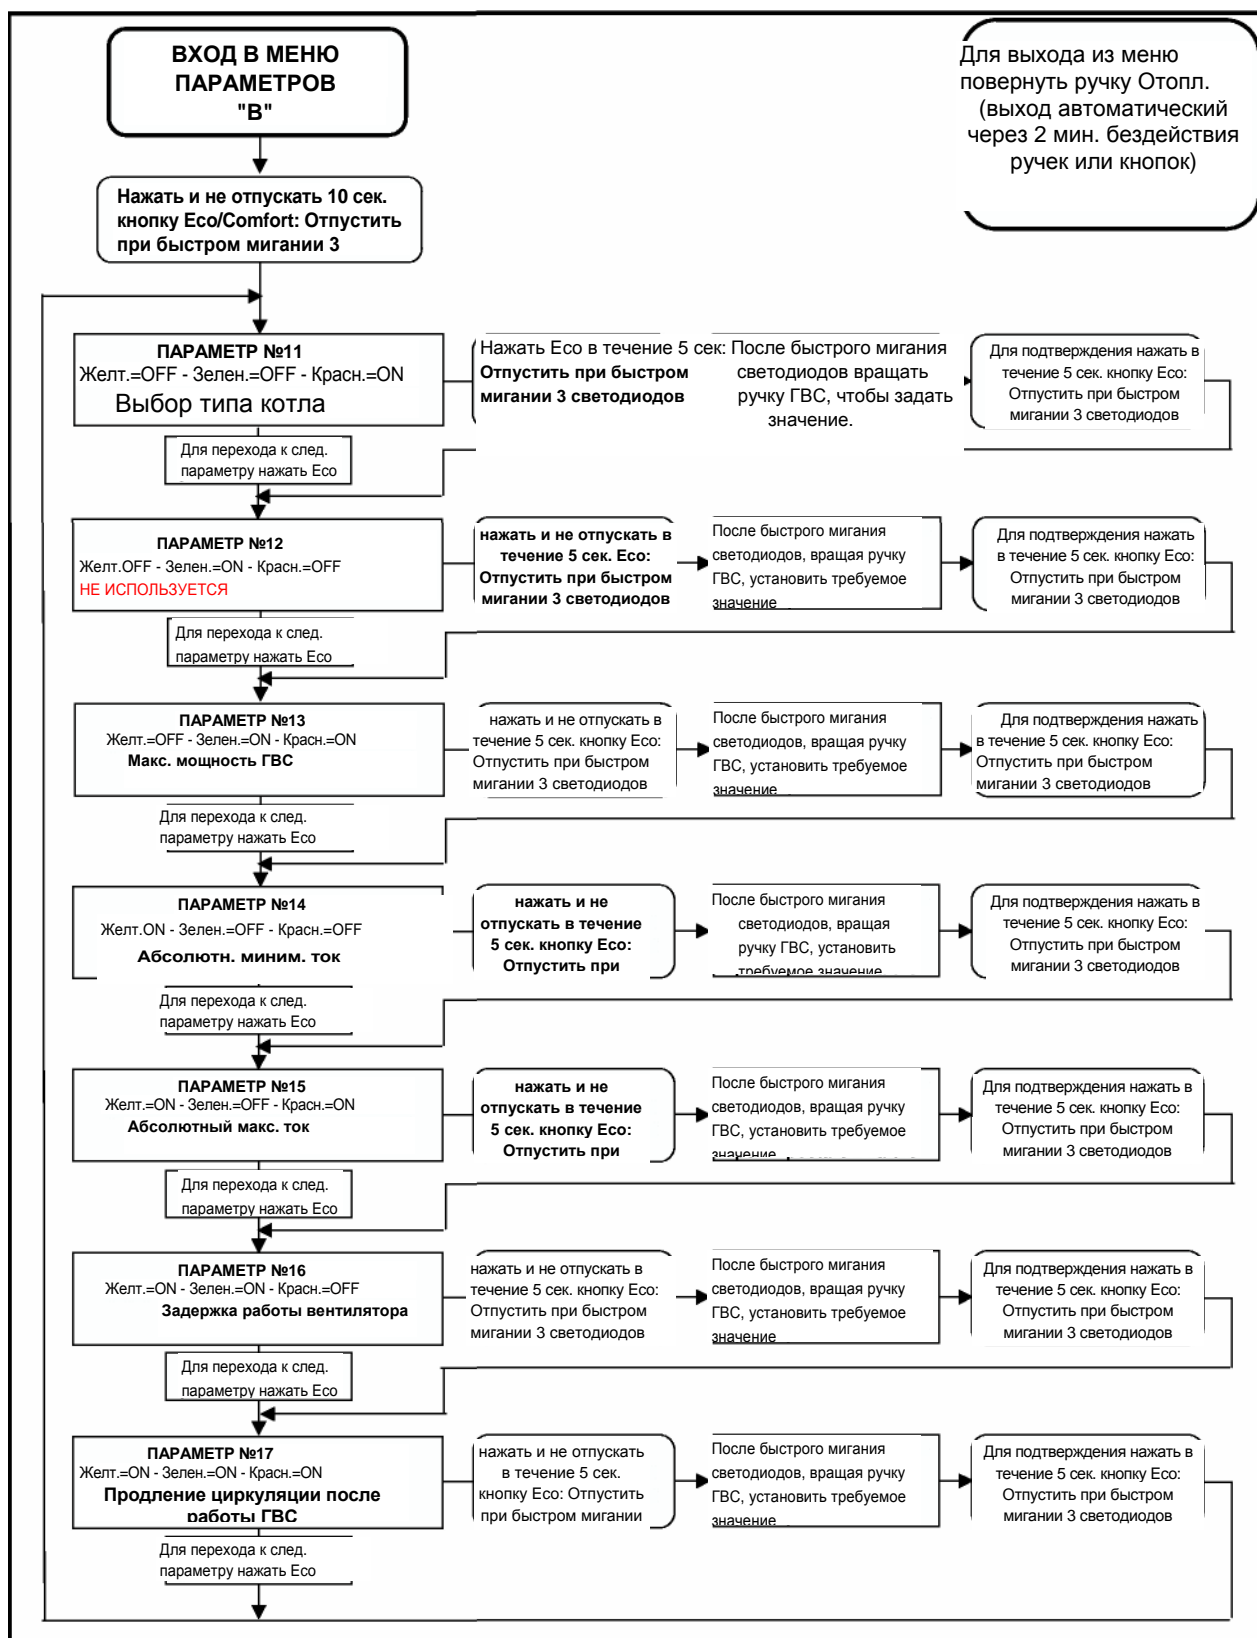 ВХОД В МЕНЮ
ПАРАМЕТРОВ
"В"
Для выхода из меню
повернуть ручку Отопл.
(выход автоматический
через 2 мин. бездействия
ручек или кнопок)
Нажать и не отпускать 10 сек.
кнопку Eco/Comfort: Отпустить
при быстром мигании 3
ПАРАМЕТР №11
Желт.=OFF - Зелен.=OFF - Красн.=ON
Выбор типа котла
Нажать Eco в течение 5 сек:
Отпустить при быстром
мигании 3 светодиодов
После быстрого мигания
светодиодов вращать
ручку ГВС, чтобы задать
значение.
Для подтверждения нажать в
течение 5 сек. кнопку Eco:
Отпустить при быстром
мигании 3 светодиодов
Для перехода к след.
параметру нажать Eco
ПАРАМЕТР №12
Желт.OFF - Зелен.=ON - Красн.=OFF
НЕ ИСПОЛЬЗУЕТСЯ
нажать и не отпускать в
течение 5 сек. Eco:
Отпустить при быстром
мигании 3 светодиодов
После быстрого мигания
светодиодов, вращая ручку
ГВС, установить требуемое
значение
Для подтверждения нажать
в течение 5 сек. кнопку Eco:
Отпустить при быстром
мигании 3 светодиодов
Для перехода к след.
параметру нажать Eco
ПАРАМЕТР №13
Желт.=OFF - Зелен.=ON - Красн.=ON
Макс. мощность ГВС
нажать и не отпускать в
течение 5 сек. кнопку Eco:
Отпустить при быстром
мигании 3 светодиодов
После быстрого мигания
светодиодов, вращая ручку
ГВС, установить требуемое
значение
Для подтверждения нажать
в течение 5 сек. кнопку Eco:
Отпустить при быстром
мигании 3 светодиодов
Для перехода к след.
параметру нажать Eco
ПАРАМЕТР №14
Желт.ON - Зелен.=OFF - Красн.=OFF
Абсолютн. миним. ток
нажать и не
отпускать в течение
5 сек. кнопку Eco:
Отпустить при
После быстрого мигания
светодиодов, вращая
ручку ГВС, установить
требуемое значение
Для подтверждения нажать в
течение 5 сек. кнопку Eco:
Отпустить при быстром
мигании 3 светодиодов
Для перехода к след.
параметру нажать Eco
ПАРАМЕТР №15
Желт.=ON - Зелен.=OFF - Красн.=ON
Абсолютный макс. ток
нажать и не
отпускать в течение
5 сек. кнопку Eco:
Отпустить при
После быстрого мигания
светодиодов, вращая ручку
ГВС, установить требуемое
значение
Для подтверждения нажать в
течение 5 сек. кнопку Eco:
Отпустить при быстром
мигании 3 светодиодов
Для перехода к след.
параметру нажать Eco
ПАРАМЕТР №16
Желт.=ON - Зелен.=ON - Красн.=OFF
Задержка работы вентилятора
нажать и не отпускать в
течение 5 сек. кнопку Eco:
Отпустить при быстром
мигании 3 светодиодов
После быстрого мигания
светодиодов, вращая ручку
ГВС, установить требуемое
значение
Для подтверждения нажать в
течение 5 сек. кнопку Eco:
Отпустить при быстром
мигании 3 светодиодов
Для перехода к след.
параметру нажать Eco
ПАРАМЕТР №17
Желт.=ON - Зелен.=ON - Красн.=ON
Продление циркуляции после
работы ГВС
нажать и не отпускать
в течение 5 сек.
кнопку Eco: Отпустить
при быстром мигании
После быстрого мигания
светодиодов, вращая ручку
ГВС, установить требуемое
значение
Для подтверждения нажать в
течение 5 сек. кнопку Eco:
Отпустить при быстром
мигании 3 светодиодов
Для перехода к след.
параметру нажать Eco